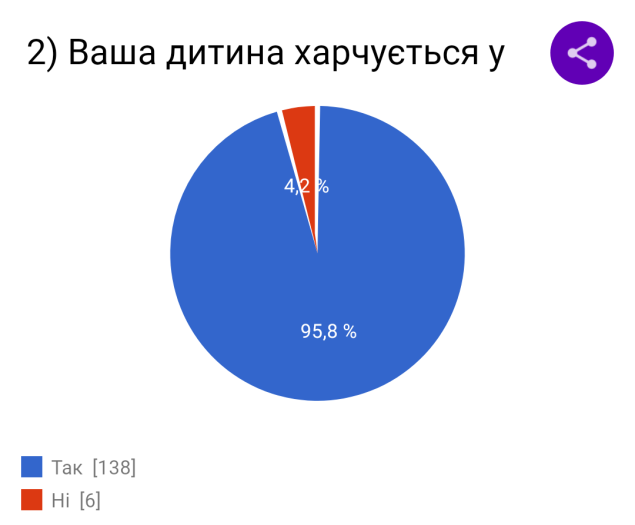 2) Ваша дитина харчується у
4,2 %
95,8 %
Так [138]
Ні [6]